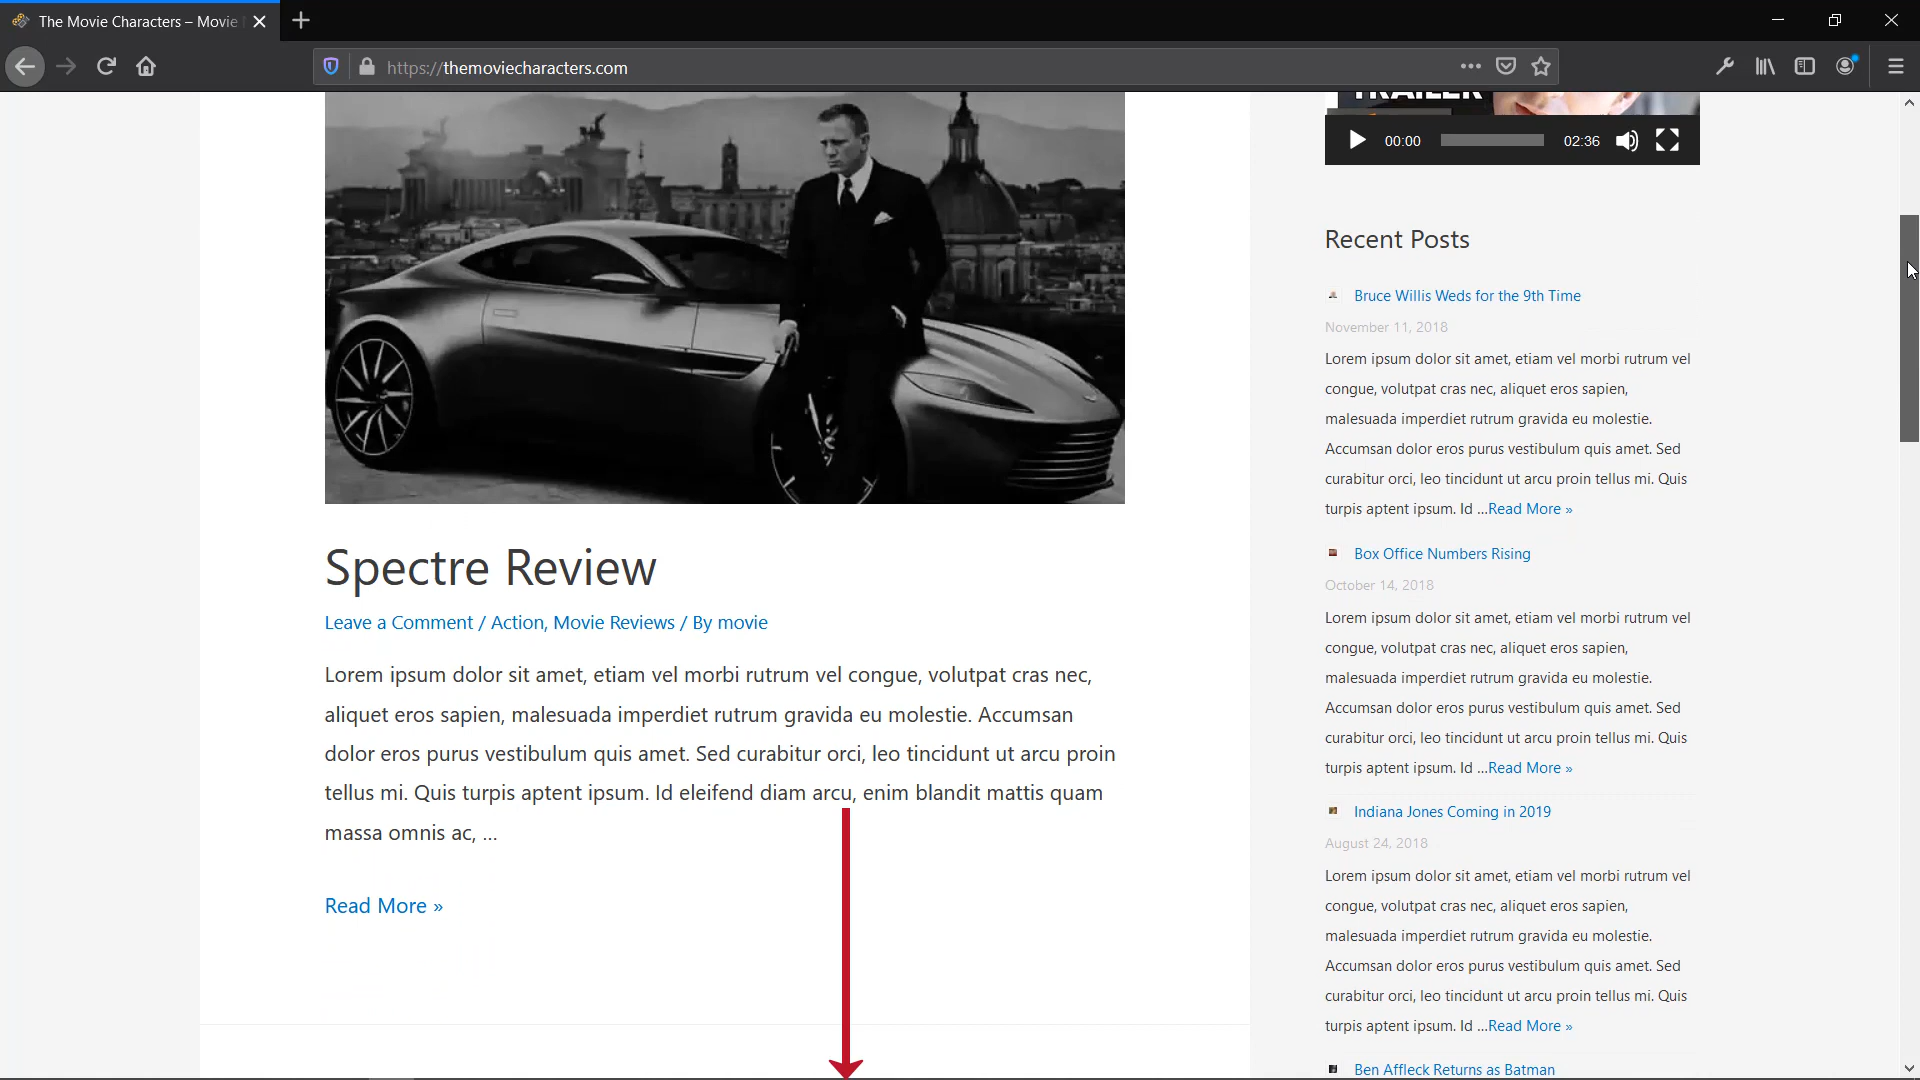 The Movie Characters – Movie
https://themoviecharacters.com
TRAILER
00:00
02:36
Spectre Review
Leave a Comment / Action, Movie Reviews / By movie
Lorem ipsum dolor sit amet, etiam vel morbi rutrum vel congue, volutpat cras nec,
aliquet eros sapien, malesuada imperdiet rutrum gravida eu molestie. Accumsan
dolor eros purus vestibulum quis amet. Sed curabitur orci, leo tincidunt ut arcu proin
tellus mi. Quis turpis aptent ipsum. Id eleifend diam arcu, enim blandit mattis quam
massa omnis ac, ...
Read More »
Recent Posts
Bruce Willis Weds for the 9th Time
November 11, 2018
Lorem ipsum dolor sit amet, etiam vel morbi rutrum vel
congue, volutpat cras nec, aliquet eros sapien,
malesuada imperdiet rutrum gravida eu molestie.
Accumsan dolor eros purus vestibulum quis amet. Sed
curabitur orci, leo tincidunt ut arcu proin tellus mi. Quis
turpis aptent ipsum. Id ...Read More »
Box Office Numbers Rising
October 14, 2018
Lorem ipsum dolor sit amet, etiam vel morbi rutrum vel
congue, volutpat cras nec, aliquet eros sapien,
malesuada imperdiet rutrum gravida eu molestie.
Accumsan dolor eros purus vestibulum quis amet. Sed
curabitur orci, leo tincidunt ut arcu proin tellus mi. Quis
turpis aptent ipsum. Id ...Read More »
Indiana Jones Coming in 2019
August 24, 2018
Lorem ipsum dolor sit amet, etiam vel morbi rutrum vel
congue, volutpat cras nec, aliquet eros sapien,
malesuada imperdiet rutrum gravida eu molestie.
Accumsan dolor eros purus vestibulum quis amet. Sed
curabitur orci, leo tincidunt ut arcu proin tellus mi. Quis
turpis aptent ipsum. Id ...Read More »
Ben Affleck Returns as Batman